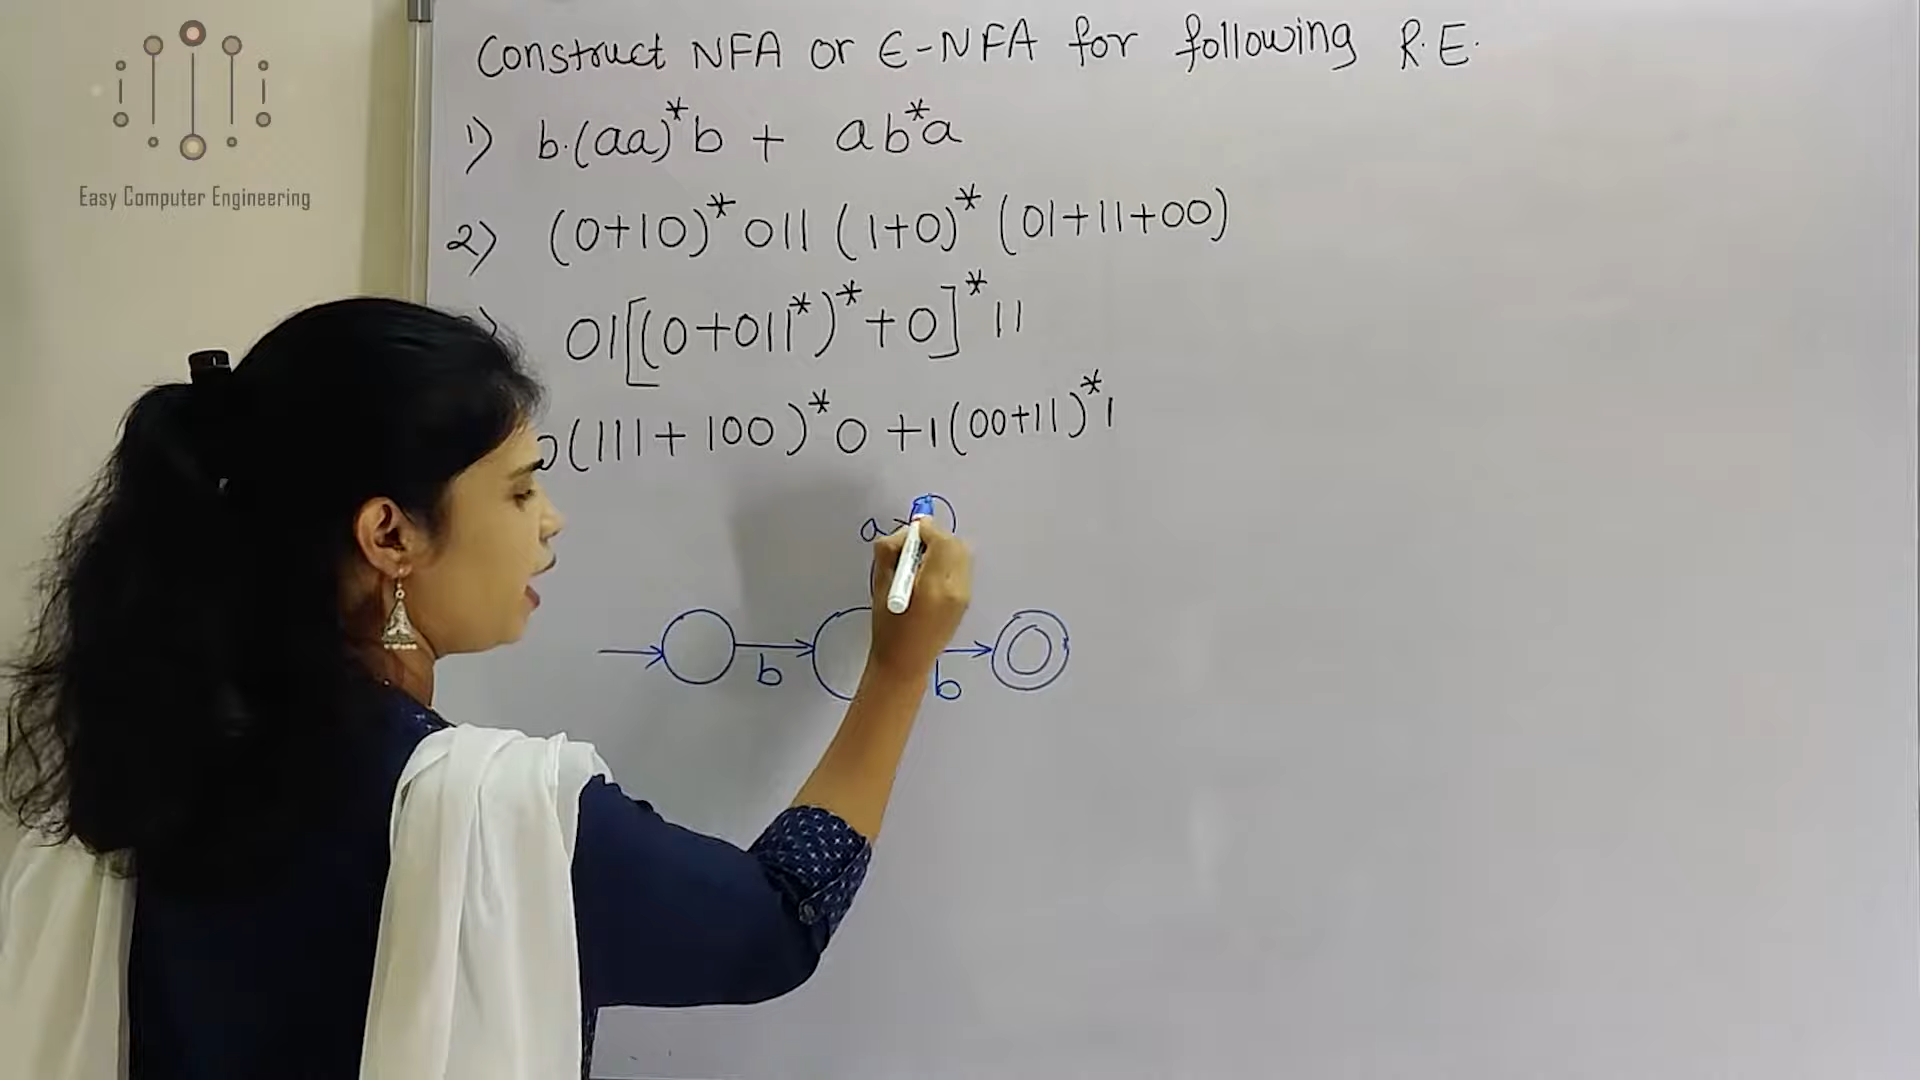 Easy Computer Engineering
Construct NFA or ε-NFA for following R.E.
1) b.(aa)*b + ab*a
2) (0+10)*011(1+0)*(01+11+00)
) 01[(0+011*)*+0]*11
0(111+100)*0+1(00+11)*1
a
b b